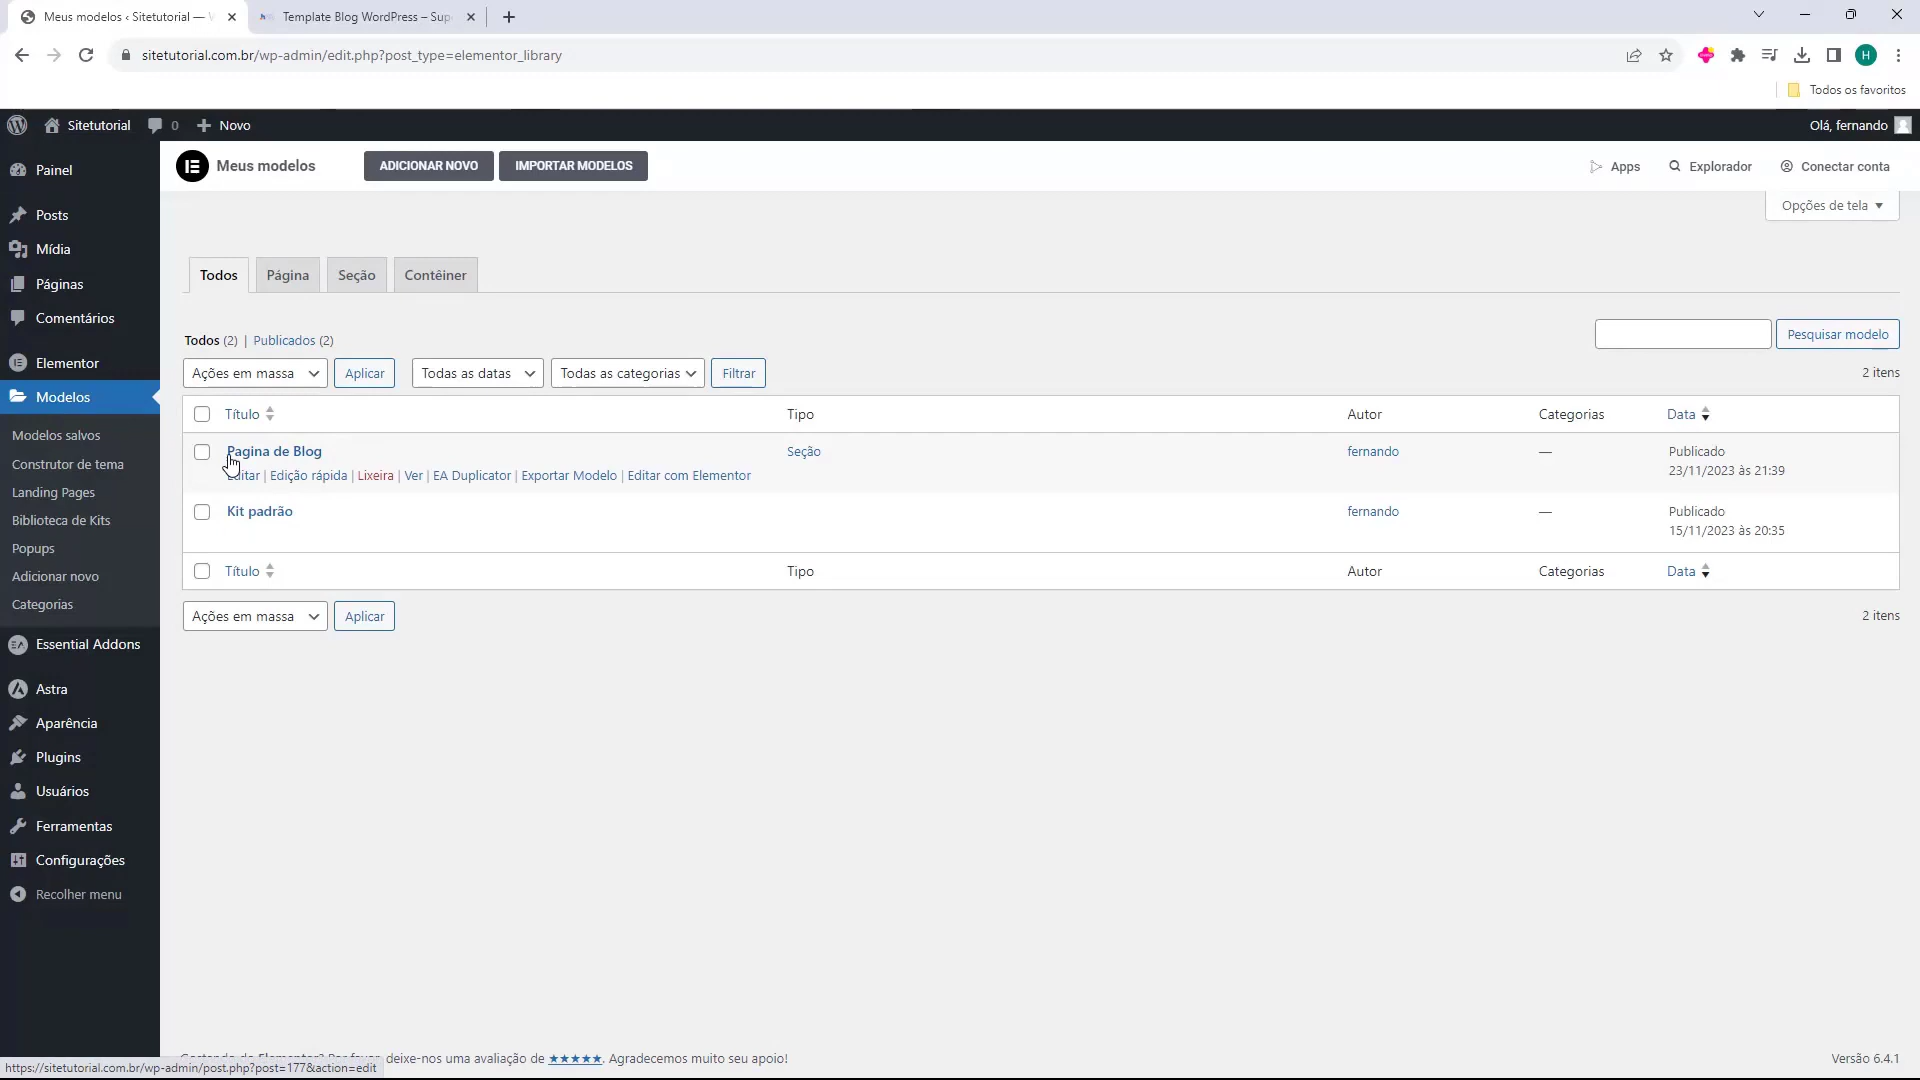 Meus modelos ‹ Sitetutorial —
Template Blog WordPress – Sup
sitetutorial.com.br/wp-admin/edit.php?post_type=elementor_library
H
Todos os favoritos
Sitetutorial
0
Novo
Olá, fernando
Painel
Posts
Mídia
Páginas
Comentários
Elementor
Modelos
Modelos salvos
Construtor de tema
Landing Pages
Biblioteca de Kits
Popups
Adicionar novo
Categorias
Essential Addons
Astra
Aparência
Plugins
Usuários
Ferramentas
Configurações
Recolher menu
Meus modelos
ADICIONAR NOVO
IMPORTAR MODELOS
Apps
Explorador
Conectar conta
Opções de tela
Todos
Página
Seção
Contêiner
Todos (2) | Publicados (2)
Pesquisar modelo
Ações em massa
Aplicar
Todas as datas
Todas as categorias
Filtrar
2 itens
Título
Tipo
Autor
Categorias
Data
Pagina de Blog
Seção
fernando
—
Publicado
23/11/2023 às 21:39
Editar | Edição rápida | Lixeira | Ver | EA Duplicator | Exportar Modelo | Editar com Elementor
Kit padrão
fernando
—
Publicado
15/11/2023 às 20:35
Título
Tipo
Autor
Categorias
Data
Ações em massa
Aplicar
2 itens
deixe-nos uma avaliação de ★★★★★. Agradecemos muito seu apoio!
Versão 6.4.1
https://sitetutorial.com.br/wp-admin/post.php?post=177&action=edit